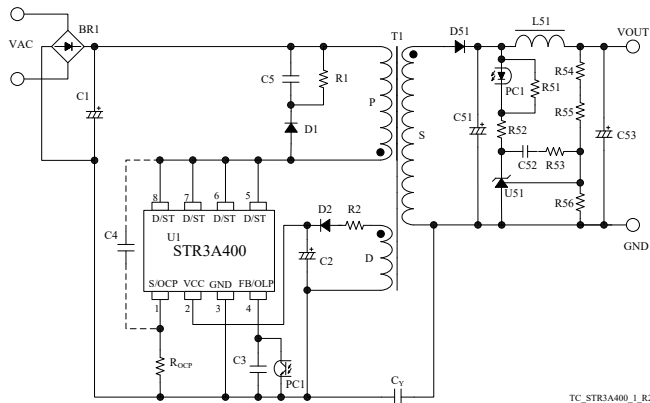 BR1
VAC
C1
C5
R1
D1
T1
P
S
D51
L51
VOUT
PC1
R51
R54
R55
C51
R52
C53
C52
R53
U51
R56
GND
C4
8
7
6
5
D/ST
D/ST
D/ST
D/ST
U1
STR3A400
S/OCP
VCC
GND
FB/OLP
1
2
3
4
D2
R2
C2
D
ROCP
C3
PC1
CY
TC_STR3A400_1_R2